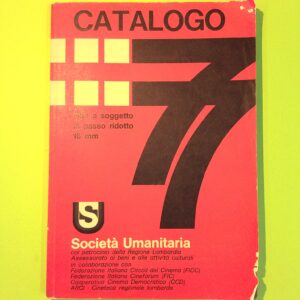 CATALOGO
77
a soggetto
passo ridotto
16 mm
S
Società Umanitaria
col patrocinio della Regione Lombardia
Assessorato ai beni e alle attività culturali
in collaborazione con
Federazione Italiana Circoli del Cinema (FICC)
Federazione Italiana Cineforum (FIC)
Cooperativa Cinema Democratico (CCD)
ARCI - Cineteca regionale lombarda